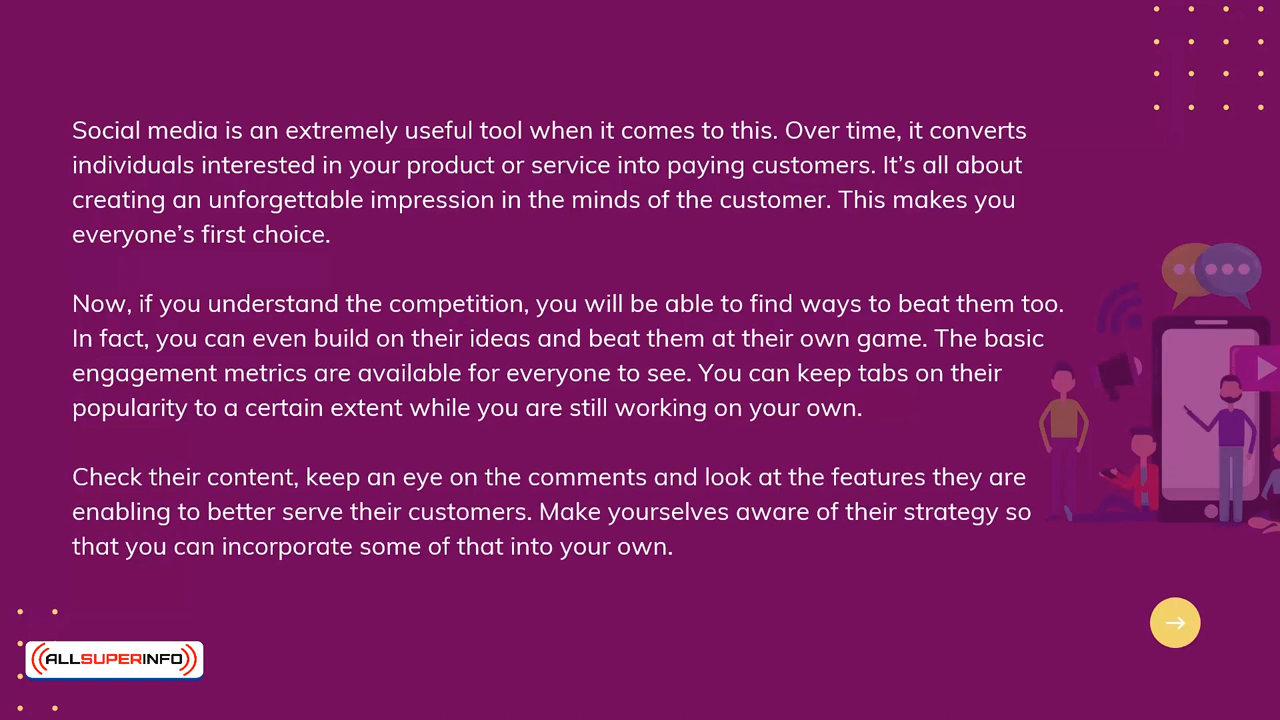 Social media is an extremely useful tool when it comes to this. Over time, it converts
individuals interested in your product or service into paying customers. It’s all about
creating an unforgettable impression in the minds of the customer. This makes you
everyone’s first choice.
Now, if you understand the competition, you will be able to find ways to beat them too.
In fact, you can even build on their ideas and beat them at their own game. The basic
engagement metrics are available for everyone to see. You can keep tabs on their
popularity to a certain extent while you are still working on your own.
Check their content, keep an eye on the comments and look at the features they are
enabling to better serve their customers. Make yourselves aware of their strategy so
that you can incorporate some of that into your own.
ALLSUPERINFO